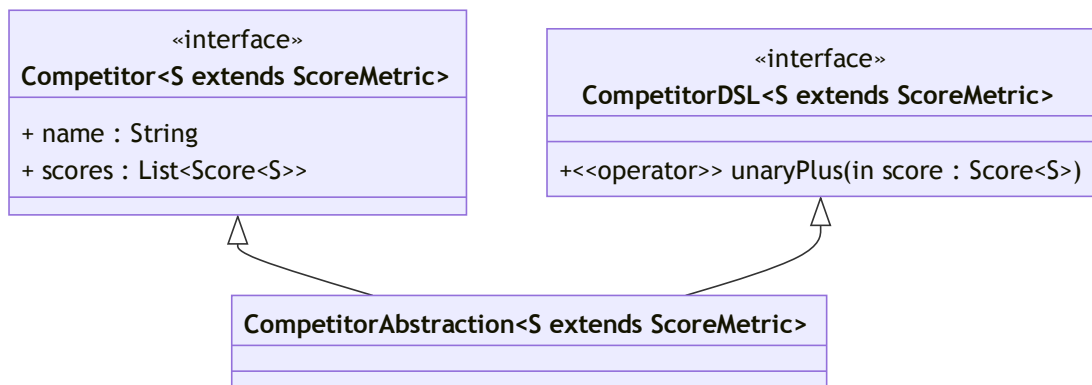 «interface»
Competitor<S extends ScoreMetric>
+ name : String
+ scores : List<Score<S>>
«interface»
CompetitorDSL<S extends ScoreMetric>
+<<operator>> unaryPlus(in score : Score<S>)
CompetitorAbstraction<S extends ScoreMetric>